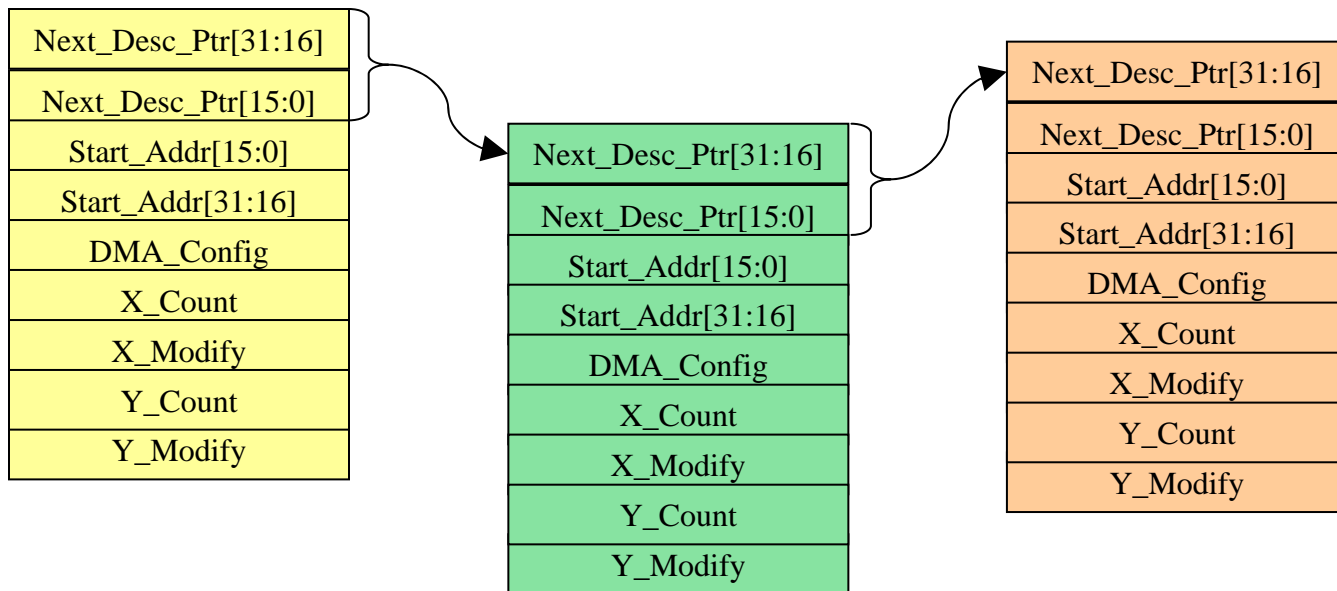 Next_Desc_Ptr[31:16]
Next_Desc_Ptr[15:0]
Start_Addr[15:0]
Start_Addr[31:16]
DMA_Config
X_Count
X_Modify
Y_Count
Y_Modify
Next_Desc_Ptr[31:16]
Next_Desc_Ptr[15:0]
Start_Addr[15:0]
Start_Addr[31:16]
DMA_Config
X_Count
X_Modify
Y_Count
Y_Modify
Next_Desc_Ptr[31:16]
Next_Desc_Ptr[15:0]
Start_Addr[15:0]
Start_Addr[31:16]
DMA_Config
X_Count
X_Modify
Y_Count
Y_Modify